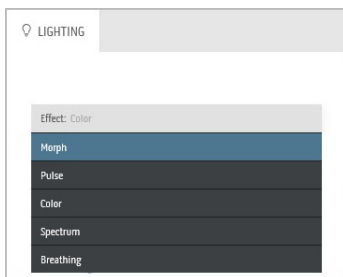 LIGHTING
Effect: Color
Morph
Pulse
Color
Spectrum
Breathing